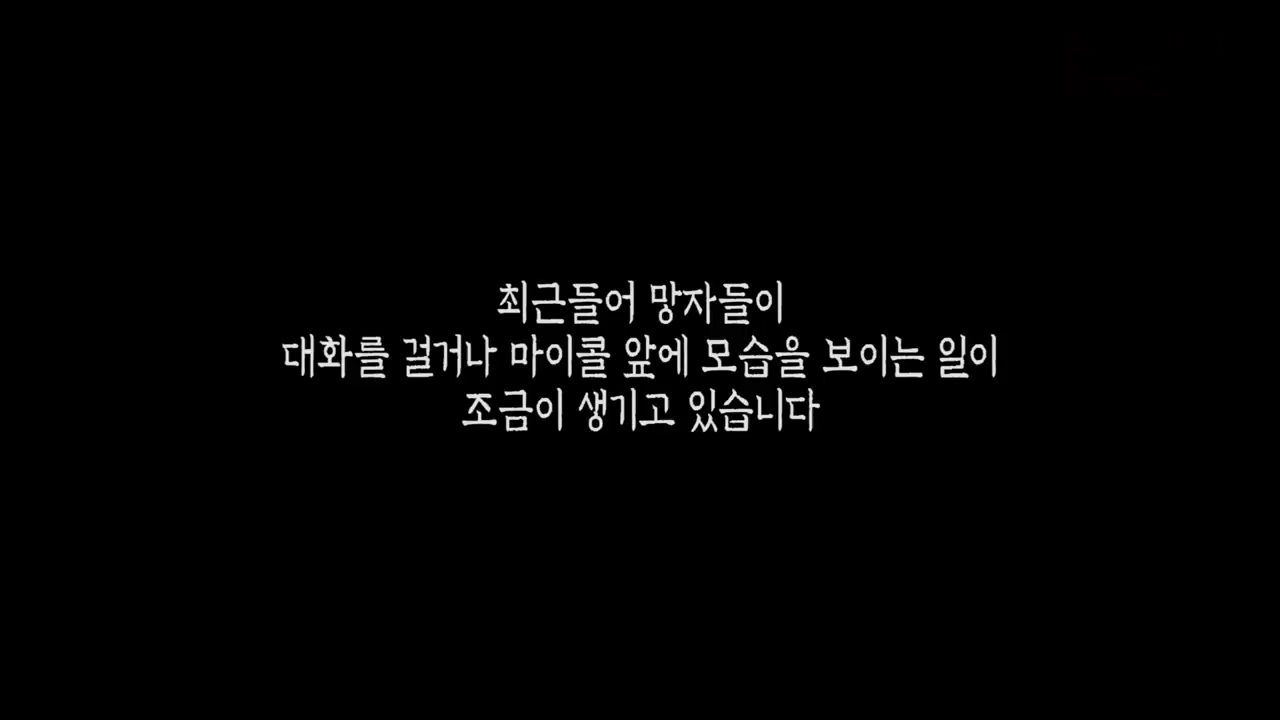 최근들어 망자들이
대화를 걸거나 마이콜 앞에 모습을 보이는 일이
조금이 생기고 있습니다